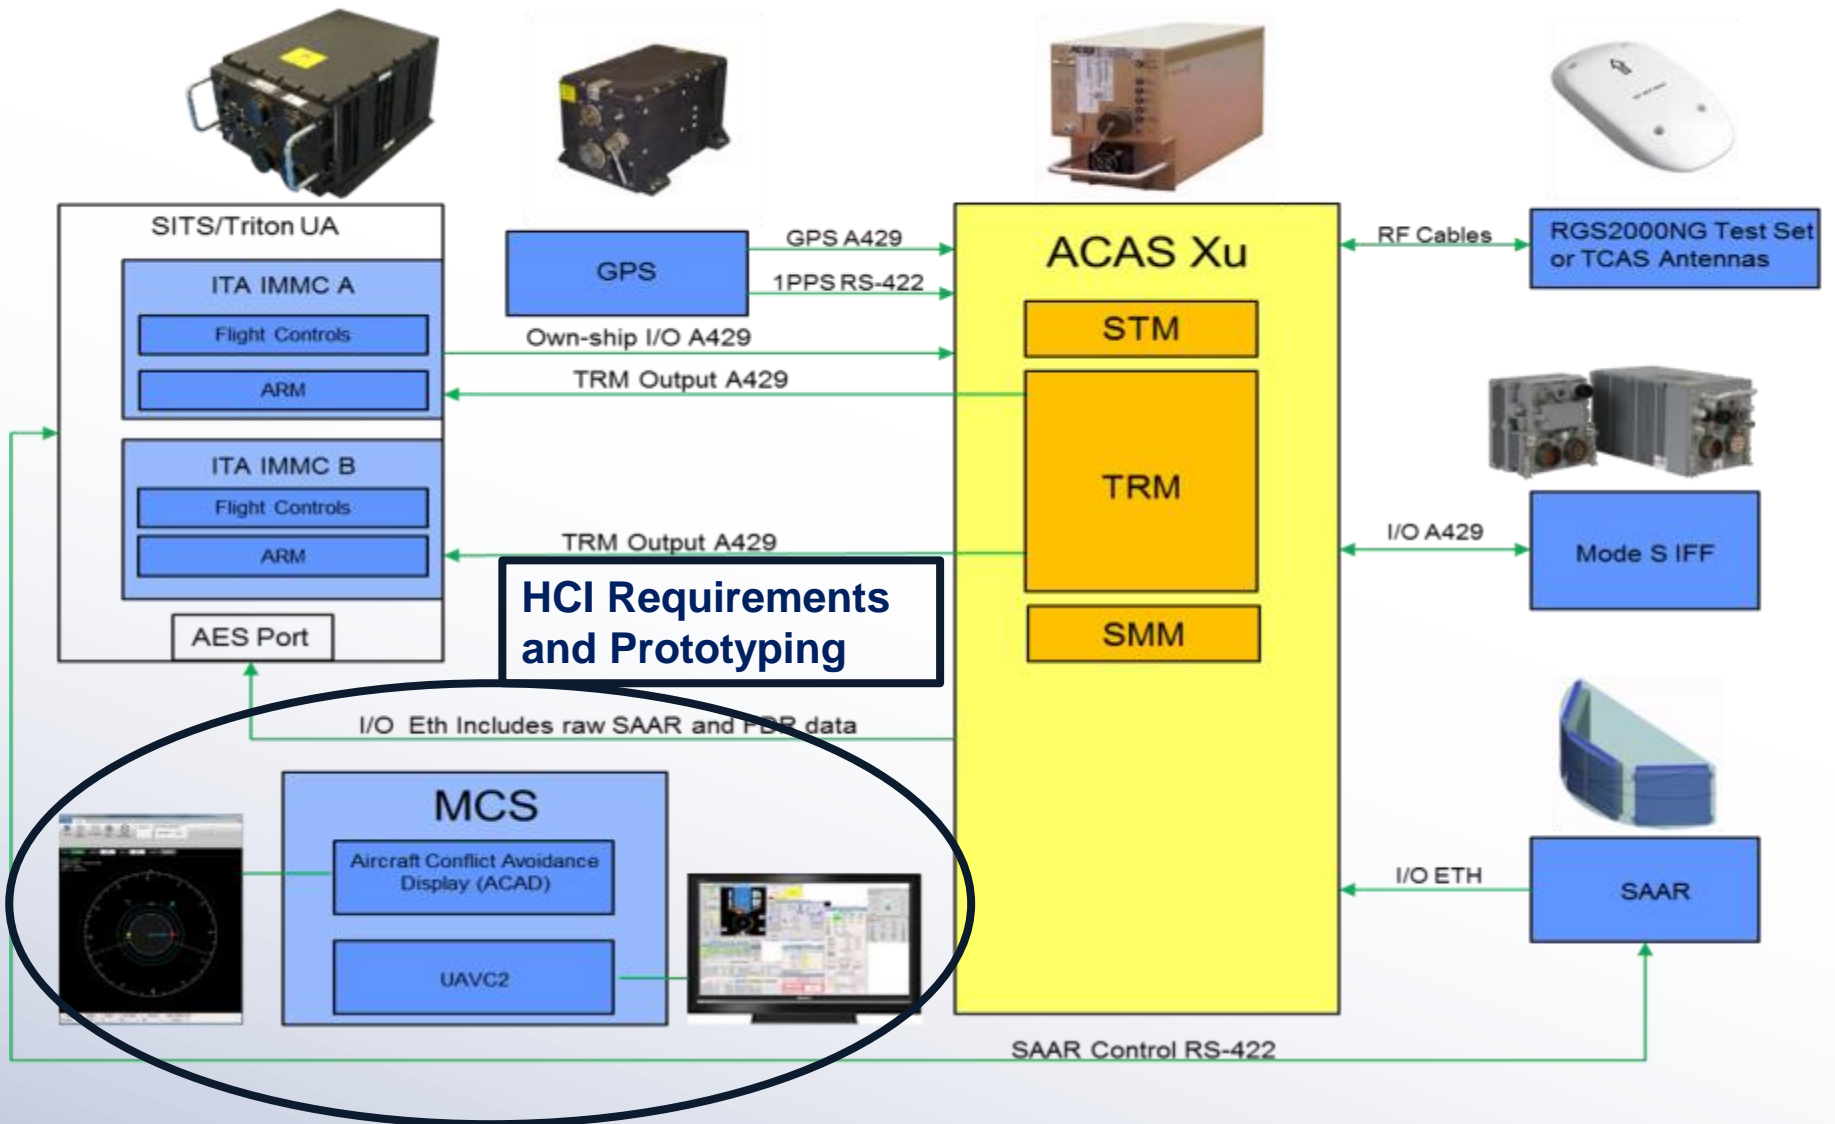 SITS/Triton UA
ITA IMMC A
Flight Controls
ARM
ITA IMMC B
Flight Controls
ARM
AES Port
GPS
GPS A429
1PPS RS-422
Own-ship I/O A429
TRM Output A429
TRM Output A429
HCI Requirements
and Prototyping
I/O Eth Includes raw SAAR and FDR data
MCS
Aircraft Conflict Avoidance
Display (ACAD)
UAVC2
ACAS Xu
STM
TRM
SMM
RF Cables
RGS2000NG Test Set
or TCAS Antennas
I/O A429
Mode S IFF
I/O ETH
SAAR
SAAR Control RS-422